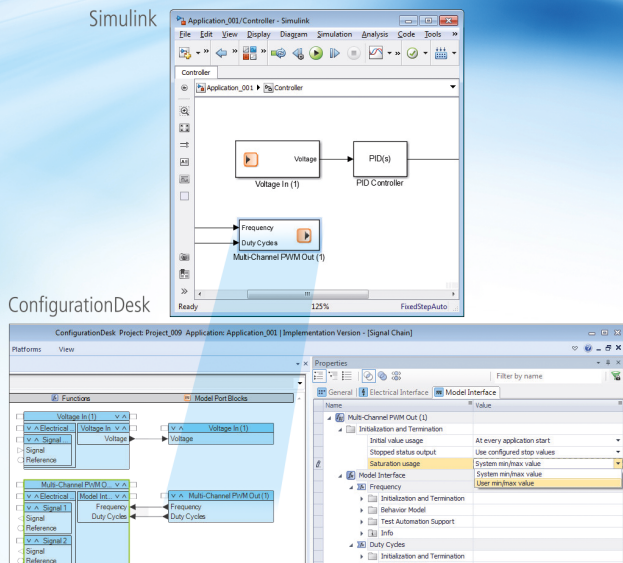 Simulink
Application_001/Controller - Simulink
File Edit View Display Diagram Simulation Analysis Code Tools »
Controller
Application_001 Controller
Voltage
PID(s)
Voltage In (1)
PID Controller
Frequency
Duty Cycles
Multi-Channel PWM Out (1)
Ready 125% FixedStepAuto
ConfigurationDesk
ConfigurationDesk Project: Project_009 Application: Application_001 | Implementation Version - [Signal Chain]
Platforms View
Properties
Filter by name
General Electrical Interface Model Interface
Functions Model Port Blocks
Name Value
Voltage In (1)
Electrical... Voltage In
Signal ... Voltage
Signal
Reference
Voltage In (1)
Voltage
Multi-Channel PWM O...
Electrical... Model Int...
Signal 1 Frequency
Signal Duty Cycles
Reference
Signal 2
Signal
Reference
Multi-Channel PWM Out (1)
Frequency
Duty Cycles
Multi-Channel PWM Out (1)
Initialization and Termination
Initial value usage At every application start
Stopped status output Use configured stop values
Saturation usage System min/max value
System min/max value
User min/max value
Model Interface
Frequency
Initialization and Termination
Behavior Model
Test Automation Support
Info
Duty Cycles
Initialization and Termination